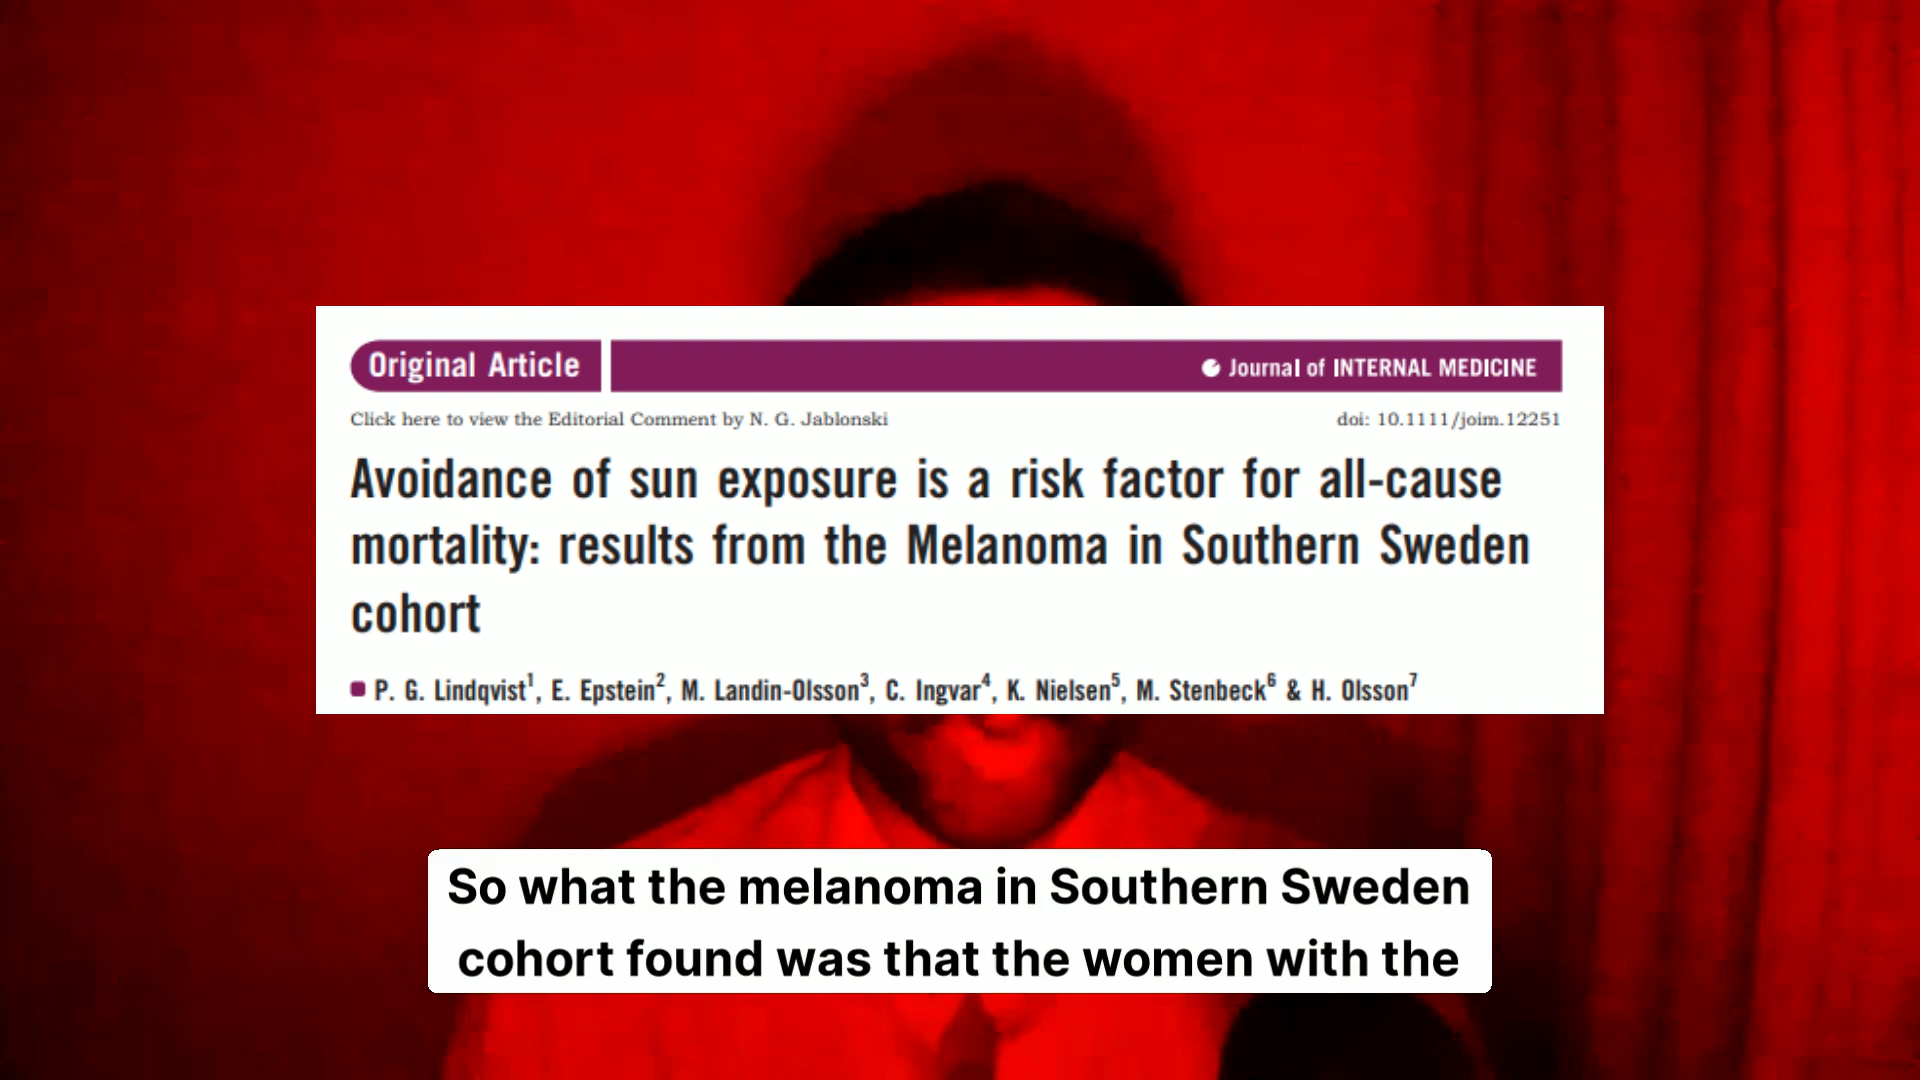 Original Article
Journal of INTERNAL MEDICINE
Click here to view the Editorial Comment by N. G. Jablonski
doi: 10.1111/joim.12251
Avoidance of sun exposure is a risk factor for all-cause
mortality: results from the Melanoma in Southern Sweden
cohort
P. G. Lindqvist¹, E. Epstein², M. Landin-Olsson³, C. Ingvar⁴, K. Nielsen⁵, M. Stenbeck⁶ & H. Olsson⁷
So what the melanoma in Southern Sweden
cohort found was that the women with the